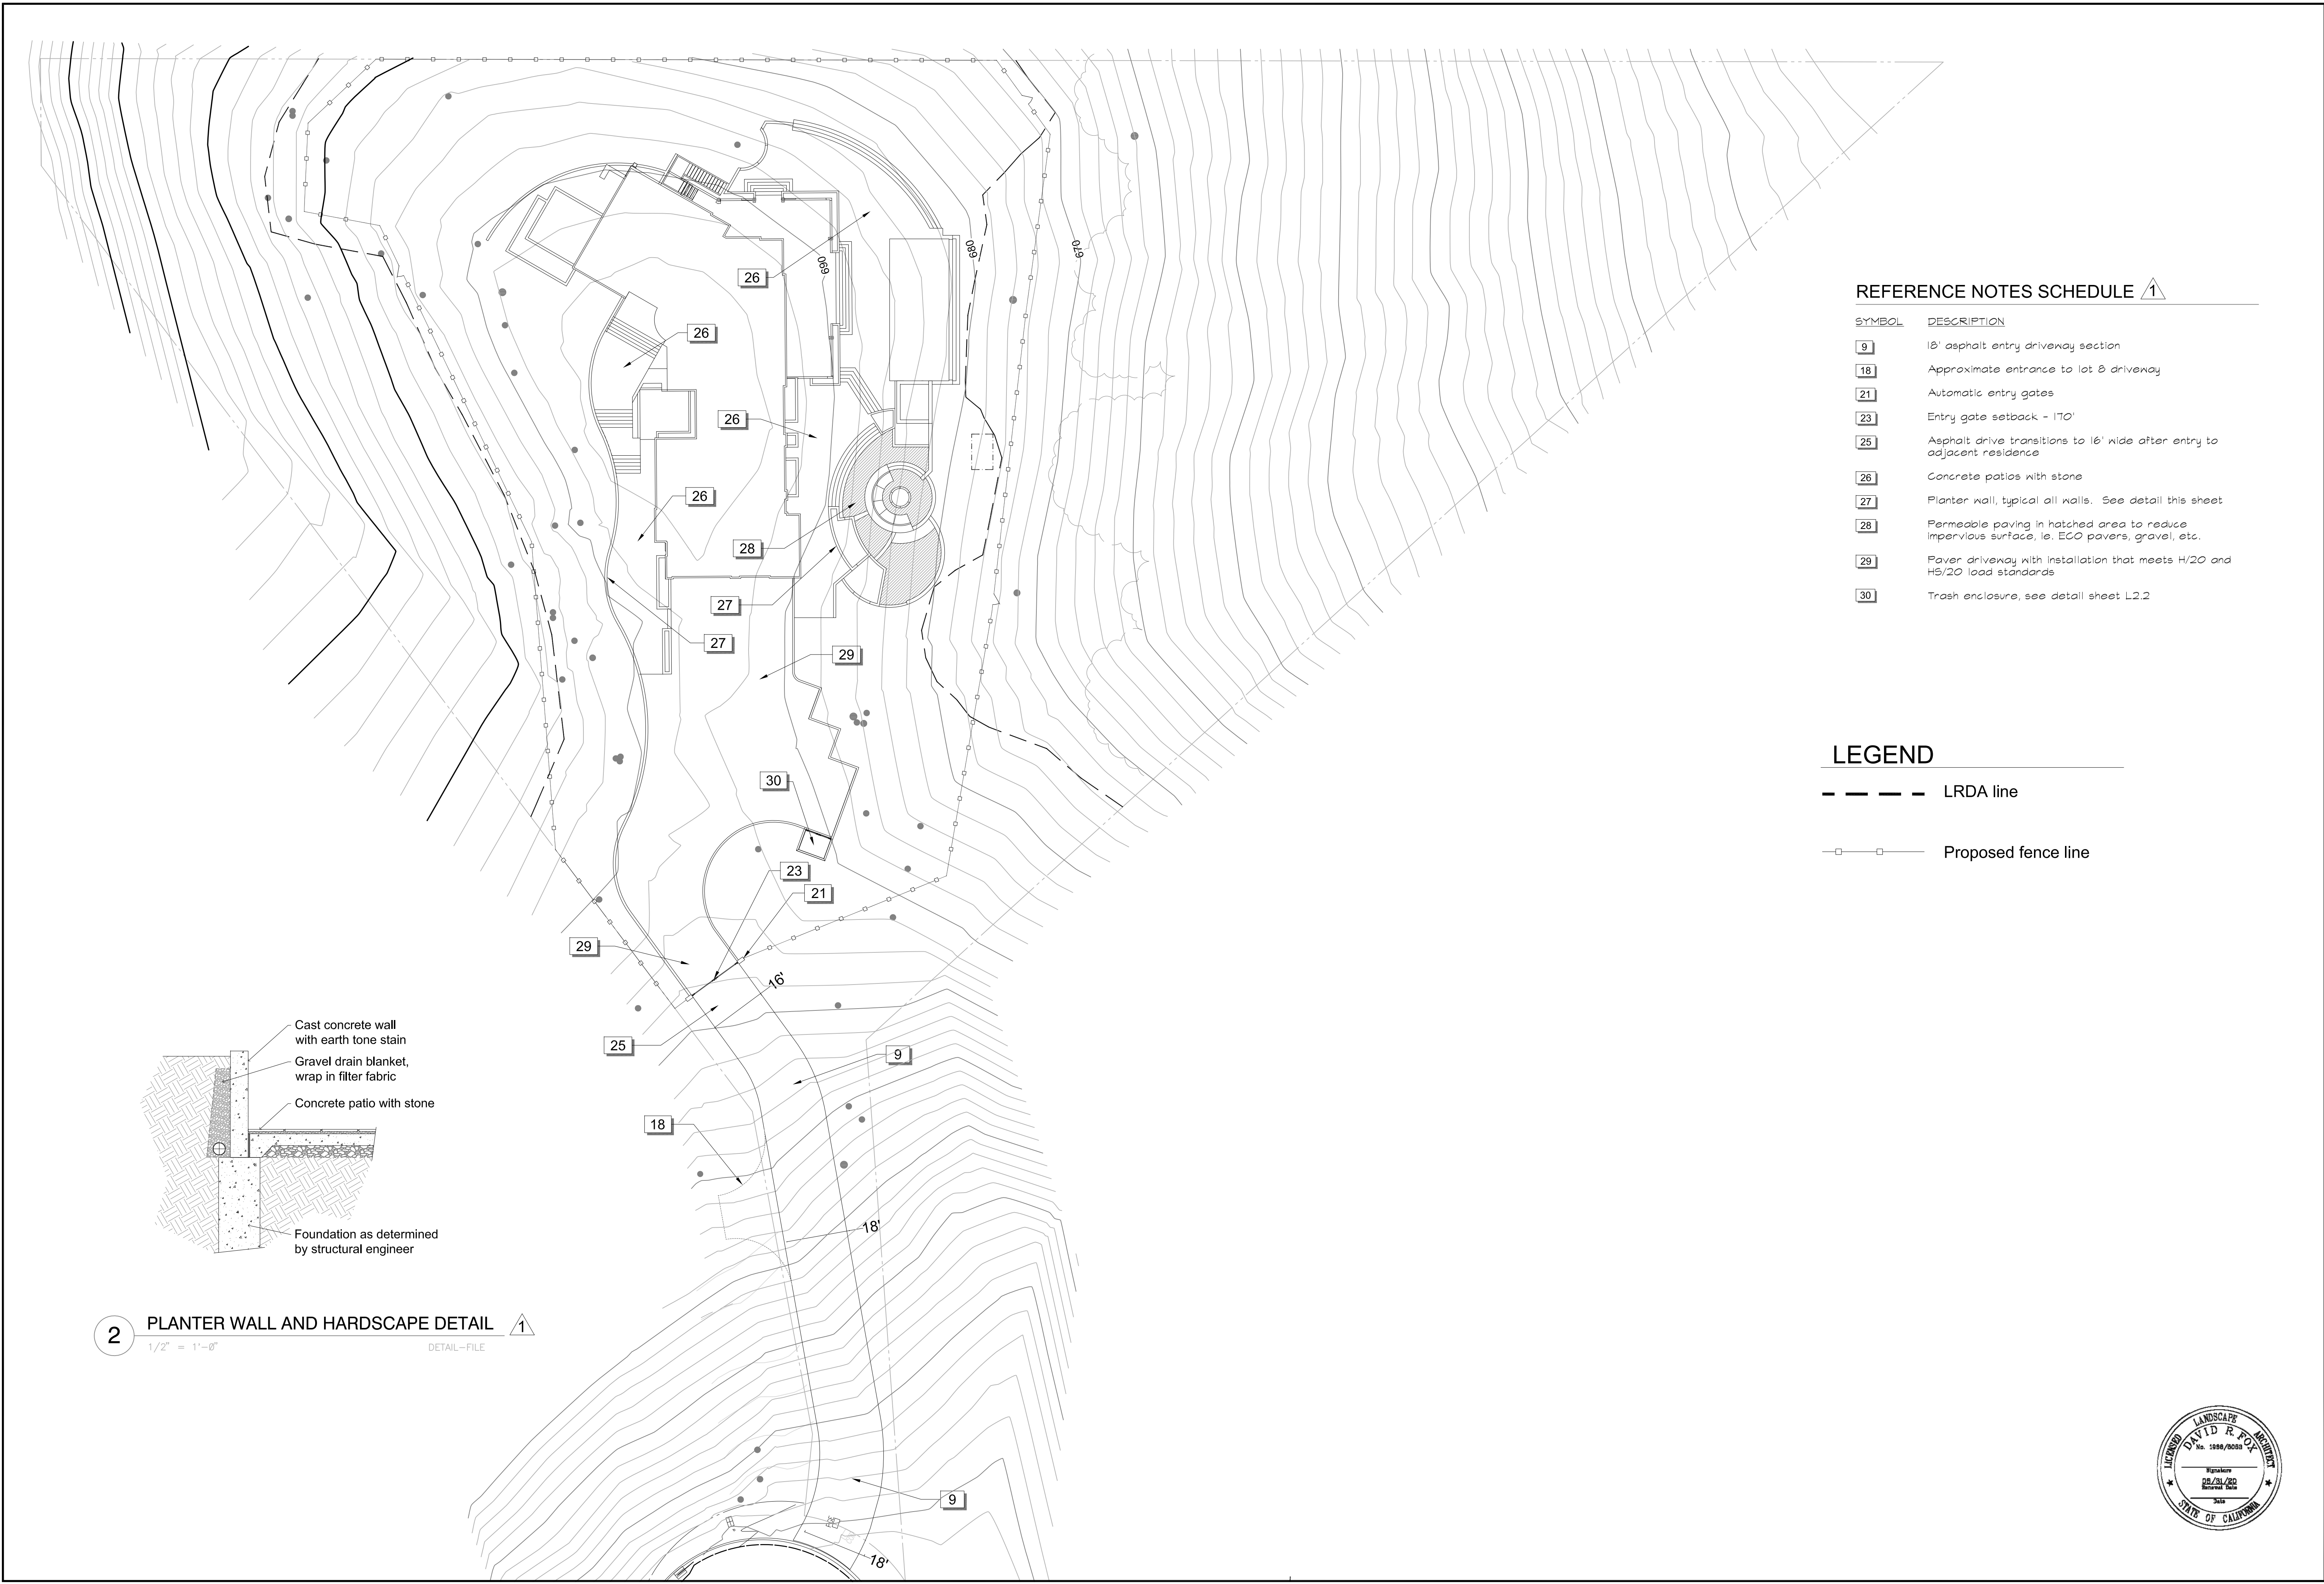 690
680
670
26
26
26
26
28
27
27
29
30
23
21
29
16'
25
9
18
18'
9
18'
REFERENCE NOTES SCHEDULE 1
SYMBOL DESCRIPTION
9 18' asphalt entry driveway section
18 Approximate entrance to lot 8 driveway
21 Automatic entry gates
23 Entry gate setback - 170'
25 Asphalt drive transitions to 16' wide after entry to
adjacent residence
26 Concrete patios with stone
27 Planter wall, typical all walls. See detail this sheet
28 Permeable paving in hatched area to reduce
impervious surface, ie. ECO pavers, gravel, etc.
29 Paver driveway with installation that meets H/20 and
HS/20 load standards
30 Trash enclosure, see detail sheet L2.2
LEGEND
LRDA line
Proposed fence line
Cast concrete wall
with earth tone stain
Gravel drain blanket,
wrap in filter fabric
Concrete patio with stone
Foundation as determined
by structural engineer
2 PLANTER WALL AND HARDSCAPE DETAIL 1
1/2" = 1'-0" DETAIL-FILE
LICENSED LANDSCAPE ARCHITECT
DAVID R. FOX
Signature
08/31/20
Renewal Date
Date
STATE OF CALIFORNIA